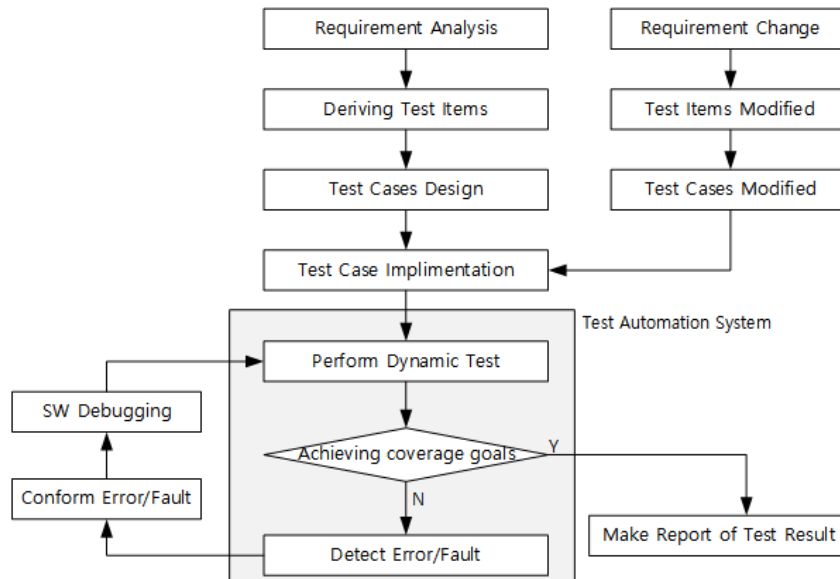 Requirement Analysis
Requirement Change
Deriving Test Items
Test Items Modified
Test Cases Design
Test Cases Modified
Test Case Implimentation
Test Automation System
Perform Dynamic Test
SW Debugging
Achieving coverage goals
Y
N
Conform Error/Fault
Make Report of Test Result
Detect Error/Fault